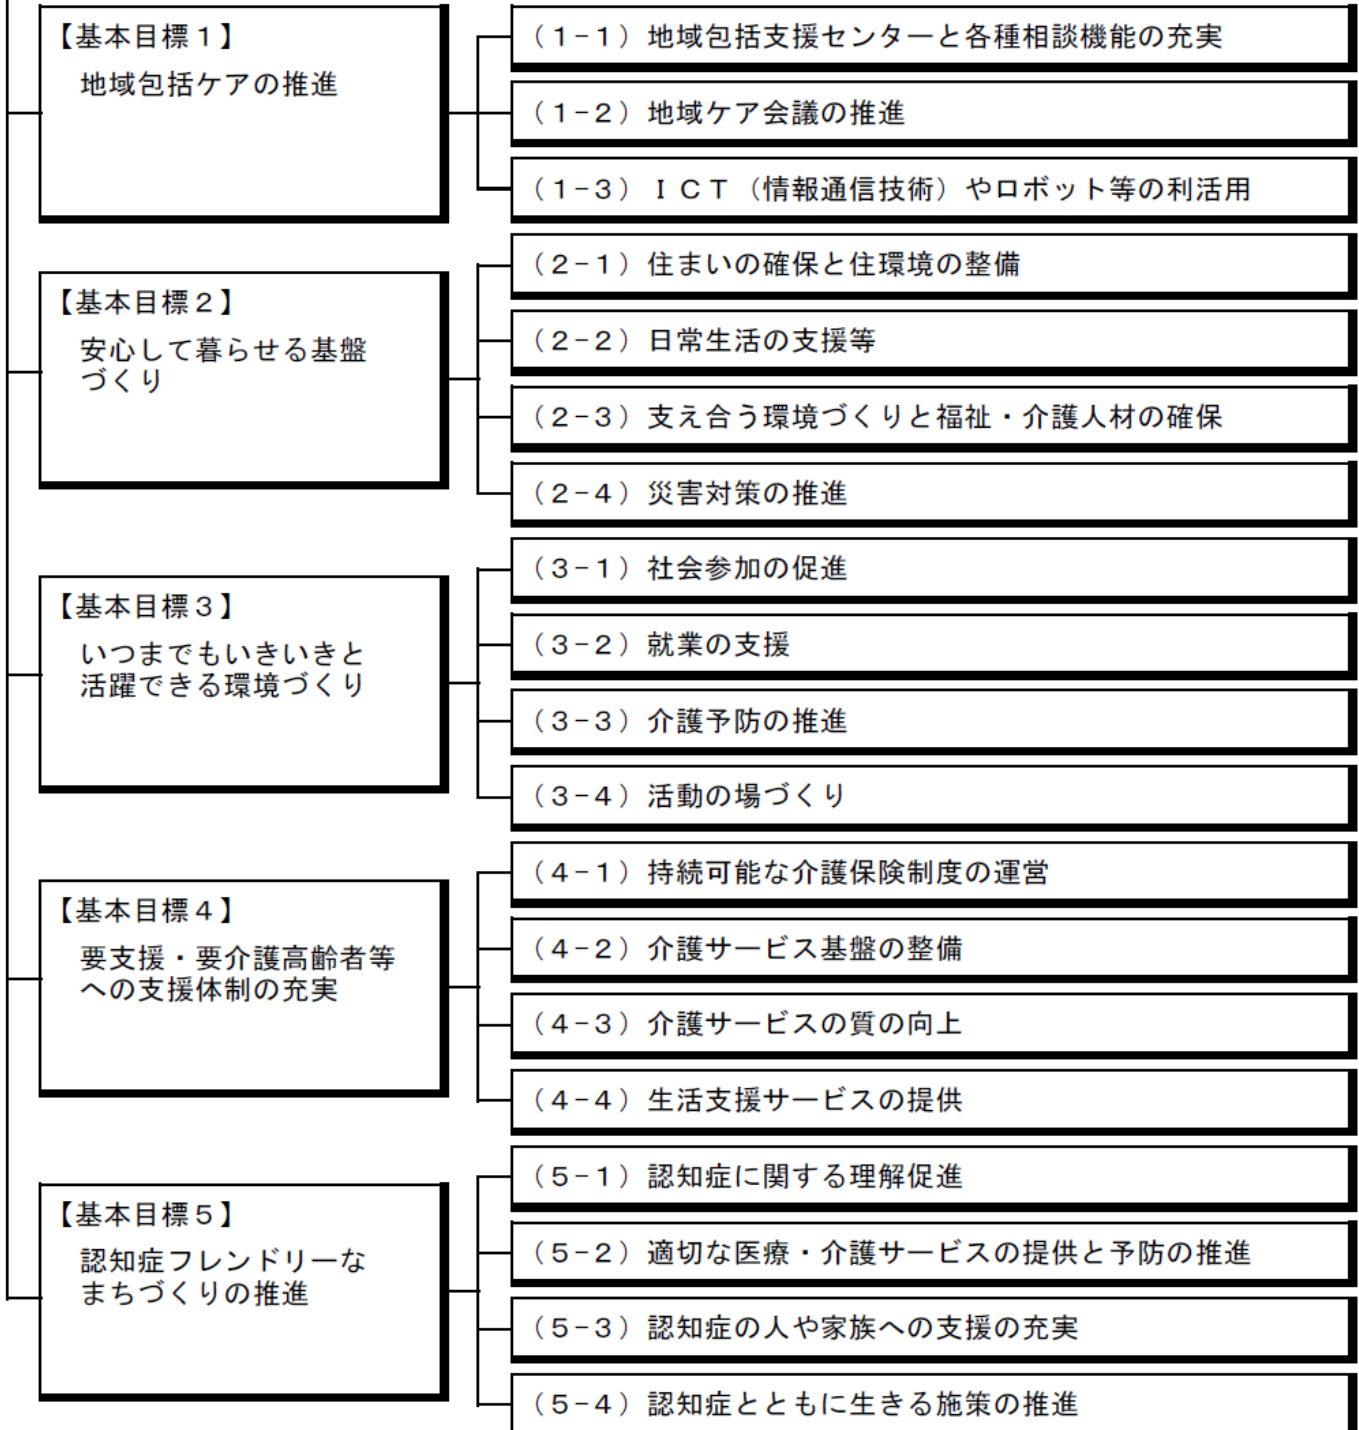 【基本目標１】
地域包括ケアの推進
（１－１）地域包括支援センターと各種相談機能の充実
（１－２）地域ケア会議の推進
（１－３）ＩＣＴ（情報通信技術）やロボット等の利活用
【基本目標２】
安心して暮らせる基盤
づくり
（２－１）住まいの確保と住環境の整備
（２－２）日常生活の支援等
（２－３）支え合う環境づくりと福祉・介護人材の確保
（２－４）災害対策の推進
【基本目標３】
いつまでもいきいきと
活躍できる環境づくり
（３－１）社会参加の促進
（３－２）就業の支援
（３－３）介護予防の推進
（３－４）活動の場づくり
【基本目標４】
要支援・要介護高齢者等
への支援体制の充実
（４－１）持続可能な介護保険制度の運営
（４－２）介護サービス基盤の整備
（４－３）介護サービスの質の向上
（４－４）生活支援サービスの提供
【基本目標５】
認知症フレンドリーな
まちづくりの推進
（５－１）認知症に関する理解促進
（５－２）適切な医療・介護サービスの提供と予防の推進
（５－３）認知症の人や家族への支援の充実
（５－４）認知症とともに生きる施策の推進